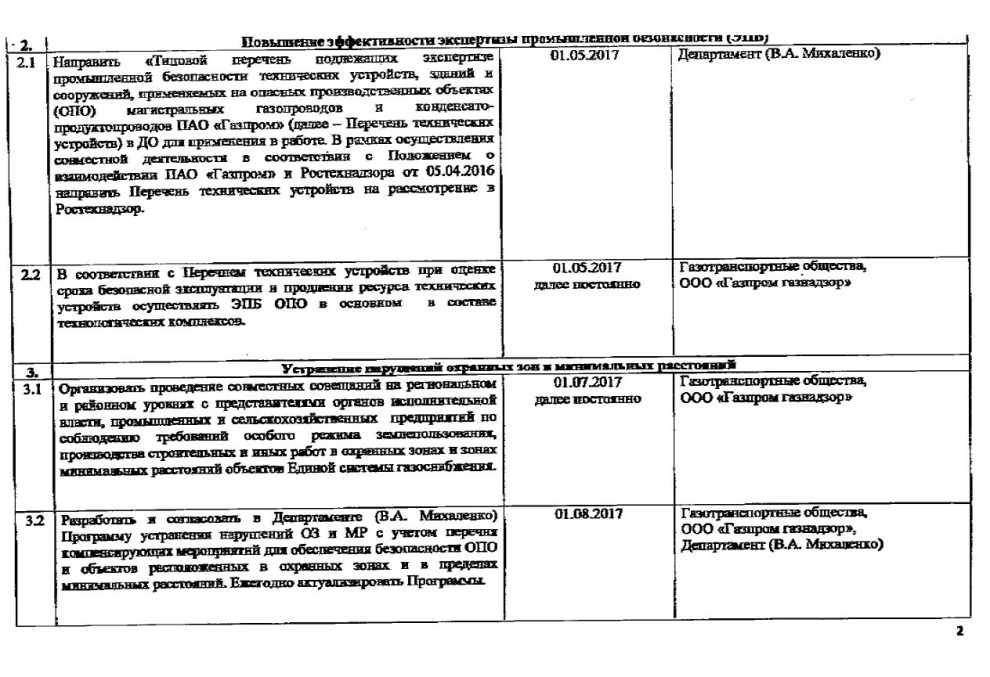 2.
Повышение эффективности экспертизы промышленной безопасности (ЭПБ)
2.1
Направить «Типовой перечень подлежащих экспертизе
промышленной безопасности технических устройств, зданий и
сооружений, применяемых на опасных производственных объектах
(ОПО) магистральных газопроводов и конденсато-
продуктопроводов ПАО «Газпром» (далее – Перечень технических
устройств) в ДО для применения в работе. В рамках осуществления
совместной деятельности в соответствии с Положением о
взаимодействии ПАО «Газпром» и Ростехнадзора от 05.04.2016
направить Перечень технических устройств на рассмотрение в
Ростехнадзор.
01.05.2017
Департамент (В.А. Михаленко)
2.2
В соответствии с Перечнем технических устройств при оценке
срока безопасной эксплуатации и продлении ресурса технических
устройств осуществлять ЭПБ ОПО в основном в составе
технологических комплексов.
01.05.2017
далее постоянно
Газотранспортные общества,
ООО «Газпром газнадзор»
3.
Устранение нарушений охранных зон и минимальных расстояний
3.1
Организовать проведение совместных совещаний на региональном
и районном уровнях с представителями органов исполнительной
власти, промышленных и сельскохозяйственных предприятий по
соблюдению требований особого режима землепользования,
производства строительных и иных работ в охранных зонах и зонах
минимальных расстояний объектов Единой системы газоснабжения.
01.07.2017
далее постоянно
Газотранспортные общества,
ООО «Газпром газнадзор»
3.2
Разработать и согласовать в Департаменте (В.А. Михаленко)
Программу устранения нарушений ОЗ и МР с учетом перечня
компенсирующих мероприятий для обеспечения безопасности ОПО
и объектов расположенных в охранных зонах и в пределах
минимальных расстояний. Ежегодно актуализировать Программы.
01.08.2017
Газотранспортные общества,
ООО «Газпром газнадзор»,
Департамент (В.А. Михаленко)
2